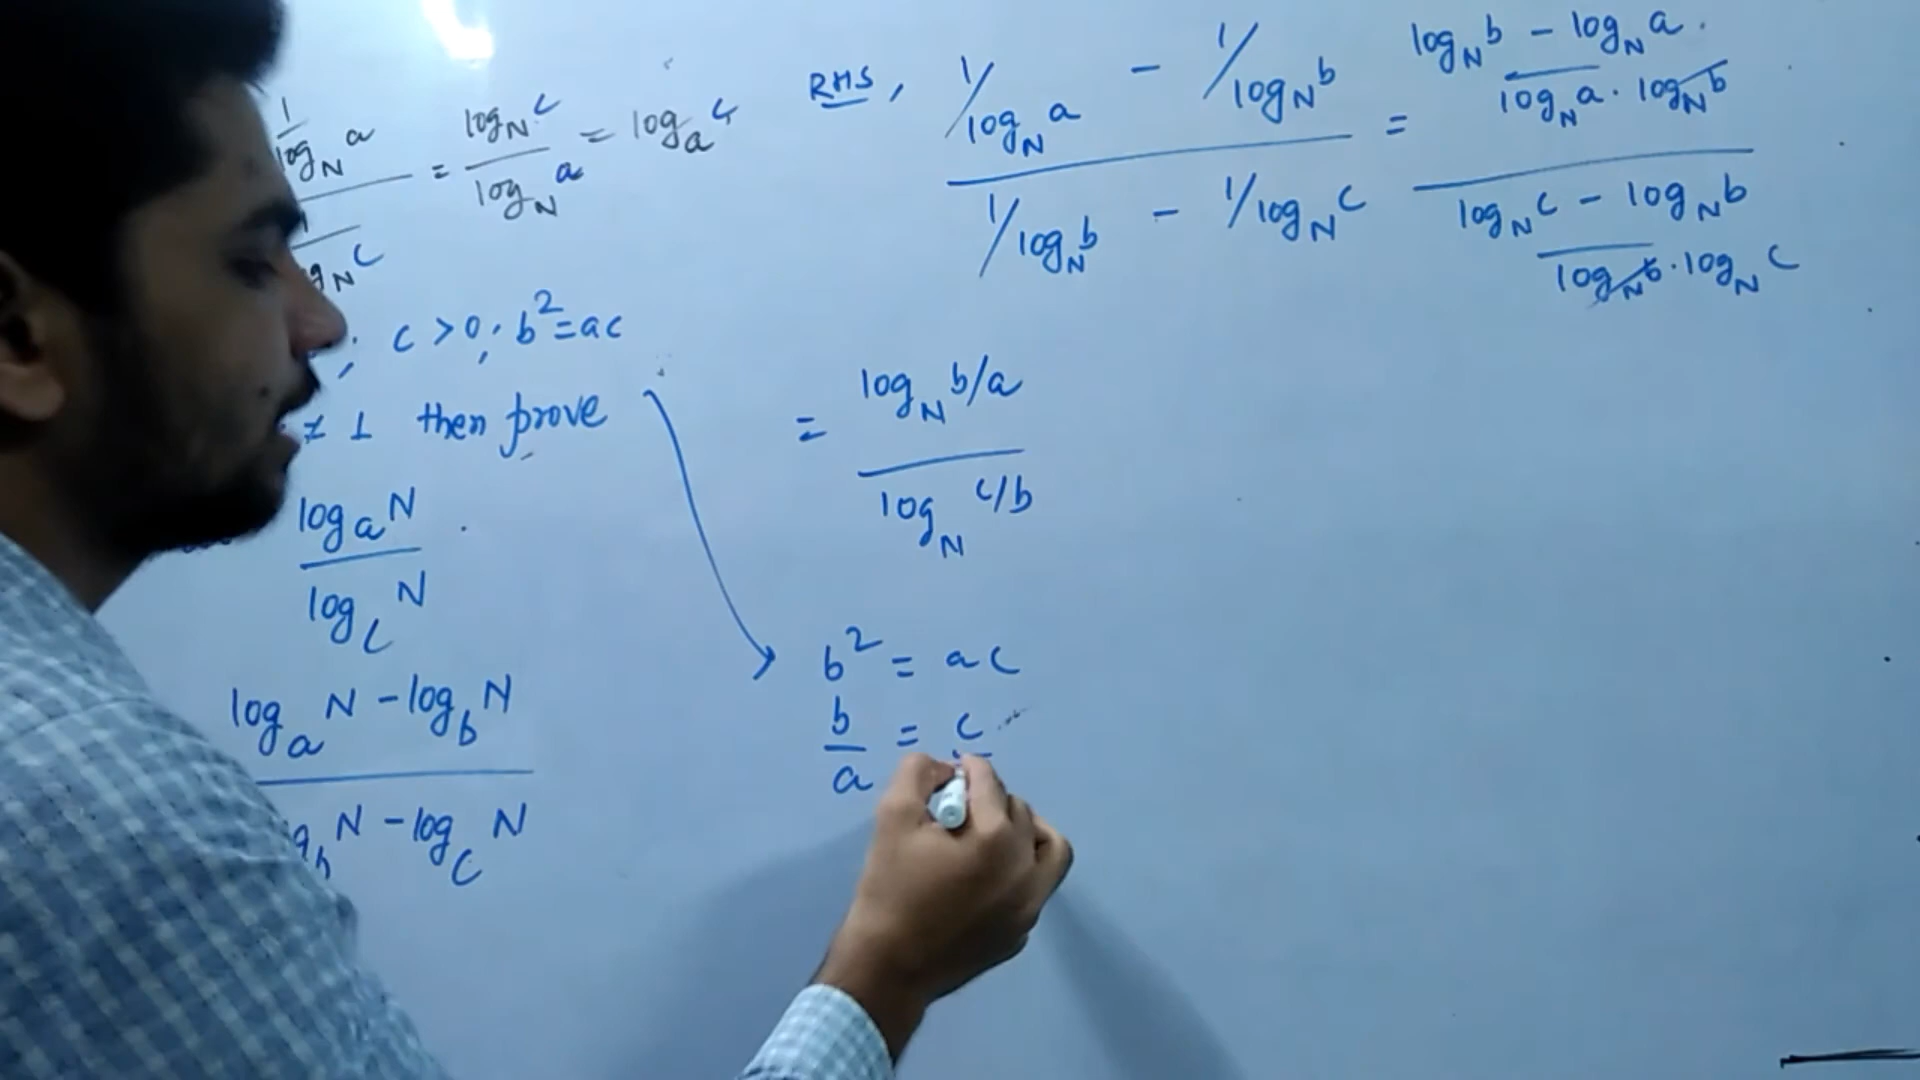 1/log_N a / log_N c = log_N c / log_N a = log_a c
c > 0; b² = ac
≠ 1 then prove
log_a N / log_c N
log_a N - log_b N
N - log_c N
RHS, (1/log_N a - 1/log_N b) / (1/log_N b - 1/log_N c) = ((log_N b - log_N a) / (log_N a · log_N b)) / ((log_N c - log_N b) / (log_N b · log_N c))
= log_N b/a / log_N c/b
b² = ac
b/a = c